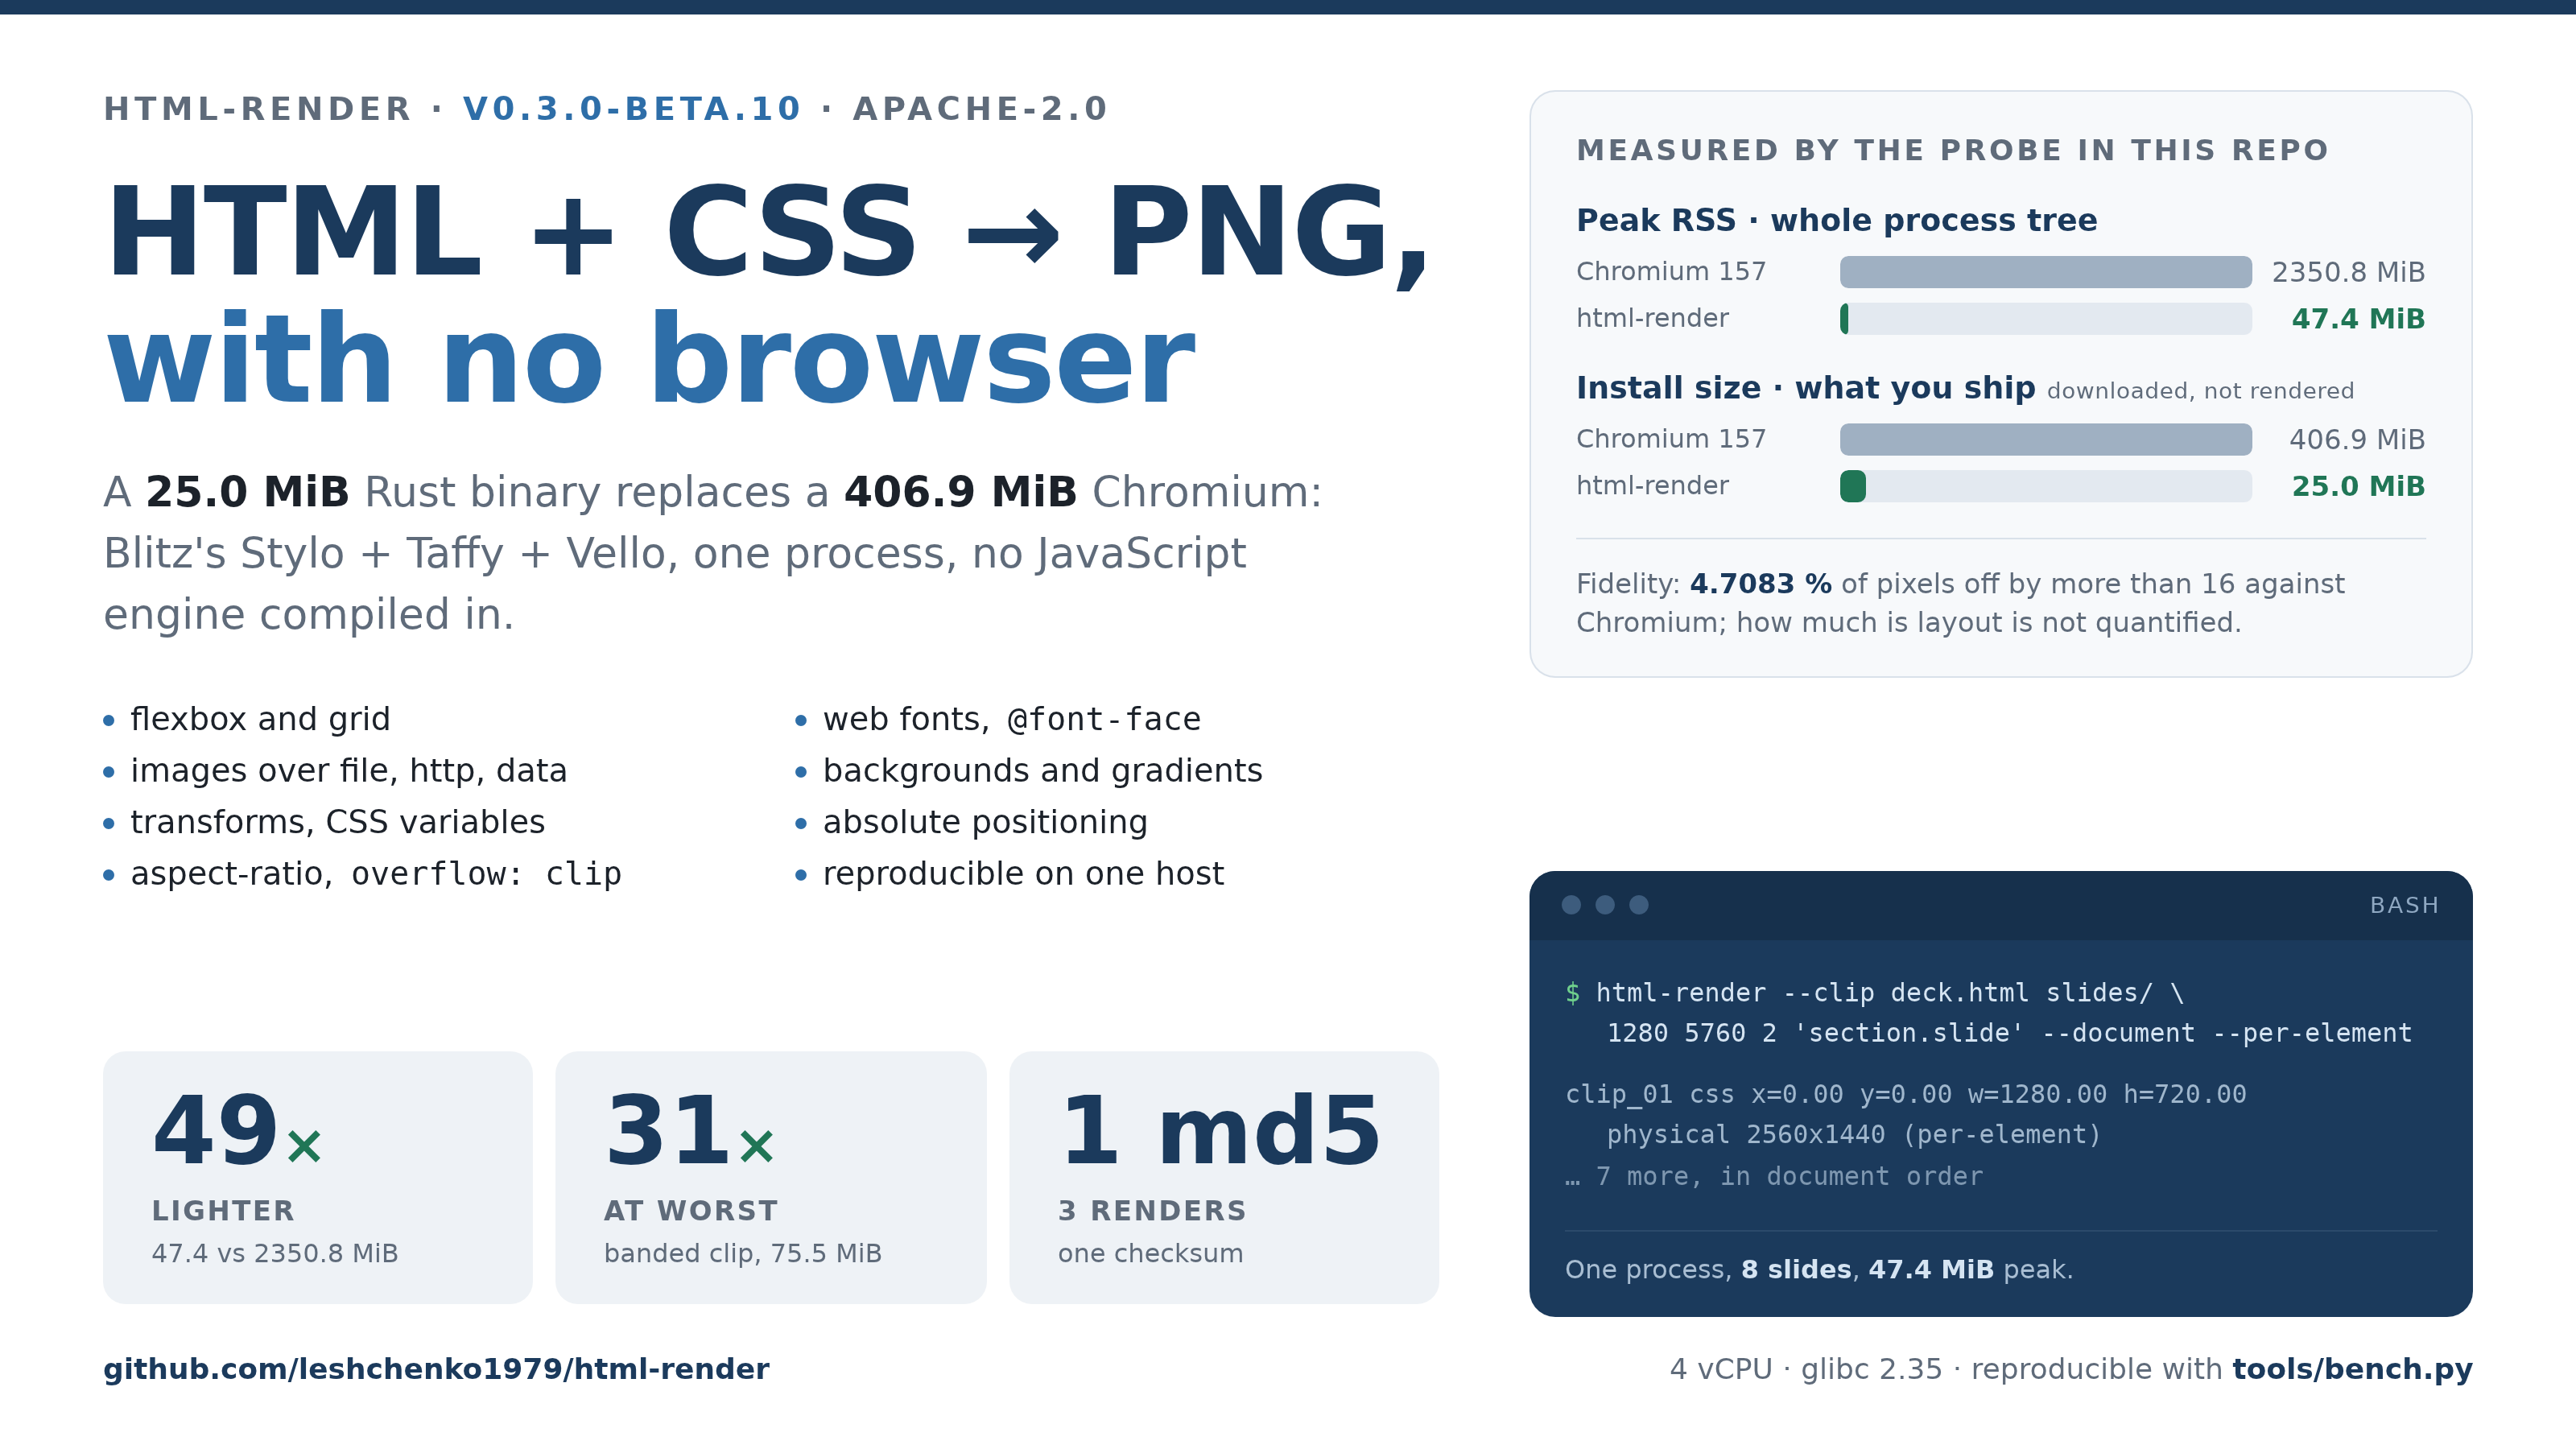 HTML-RENDER · V0.3.0-BETA.10 · APACHE-2.0
HTML + CSS → PNG,
with no browser
A 25.0 MiB Rust binary replaces a 406.9 MiB Chromium:
Blitz's Stylo + Taffy + Vello, one process, no JavaScript
engine compiled in.
• flexbox and grid
• images over file, http, data
• transforms, CSS variables
• aspect-ratio, overflow: clip
• web fonts, @font-face
• backgrounds and gradients
• absolute positioning
• reproducible on one host
49×
LIGHTER
47.4 vs 2350.8 MiB
31×
AT WORST
banded clip, 75.5 MiB
1 md5
3 RENDERS
one checksum
MEASURED BY THE PROBE IN THIS REPO
Peak RSS · whole process tree
Chromium 157 2350.8 MiB
html-render 47.4 MiB
Install size · what you ship downloaded, not rendered
Chromium 157 406.9 MiB
html-render 25.0 MiB
Fidelity: 4.7083 % of pixels off by more than 16 against
Chromium; how much is layout is not quantified.
BASH
$ html-render --clip deck.html slides/ \
1280 5760 2 'section.slide' --document --per-element
clip_01 css x=0.00 y=0.00 w=1280.00 h=720.00
physical 2560x1440 (per-element)
… 7 more, in document order
One process, 8 slides, 47.4 MiB peak.
github.com/leshchenko1979/html-render
4 vCPU · glibc 2.35 · reproducible with tools/bench.py